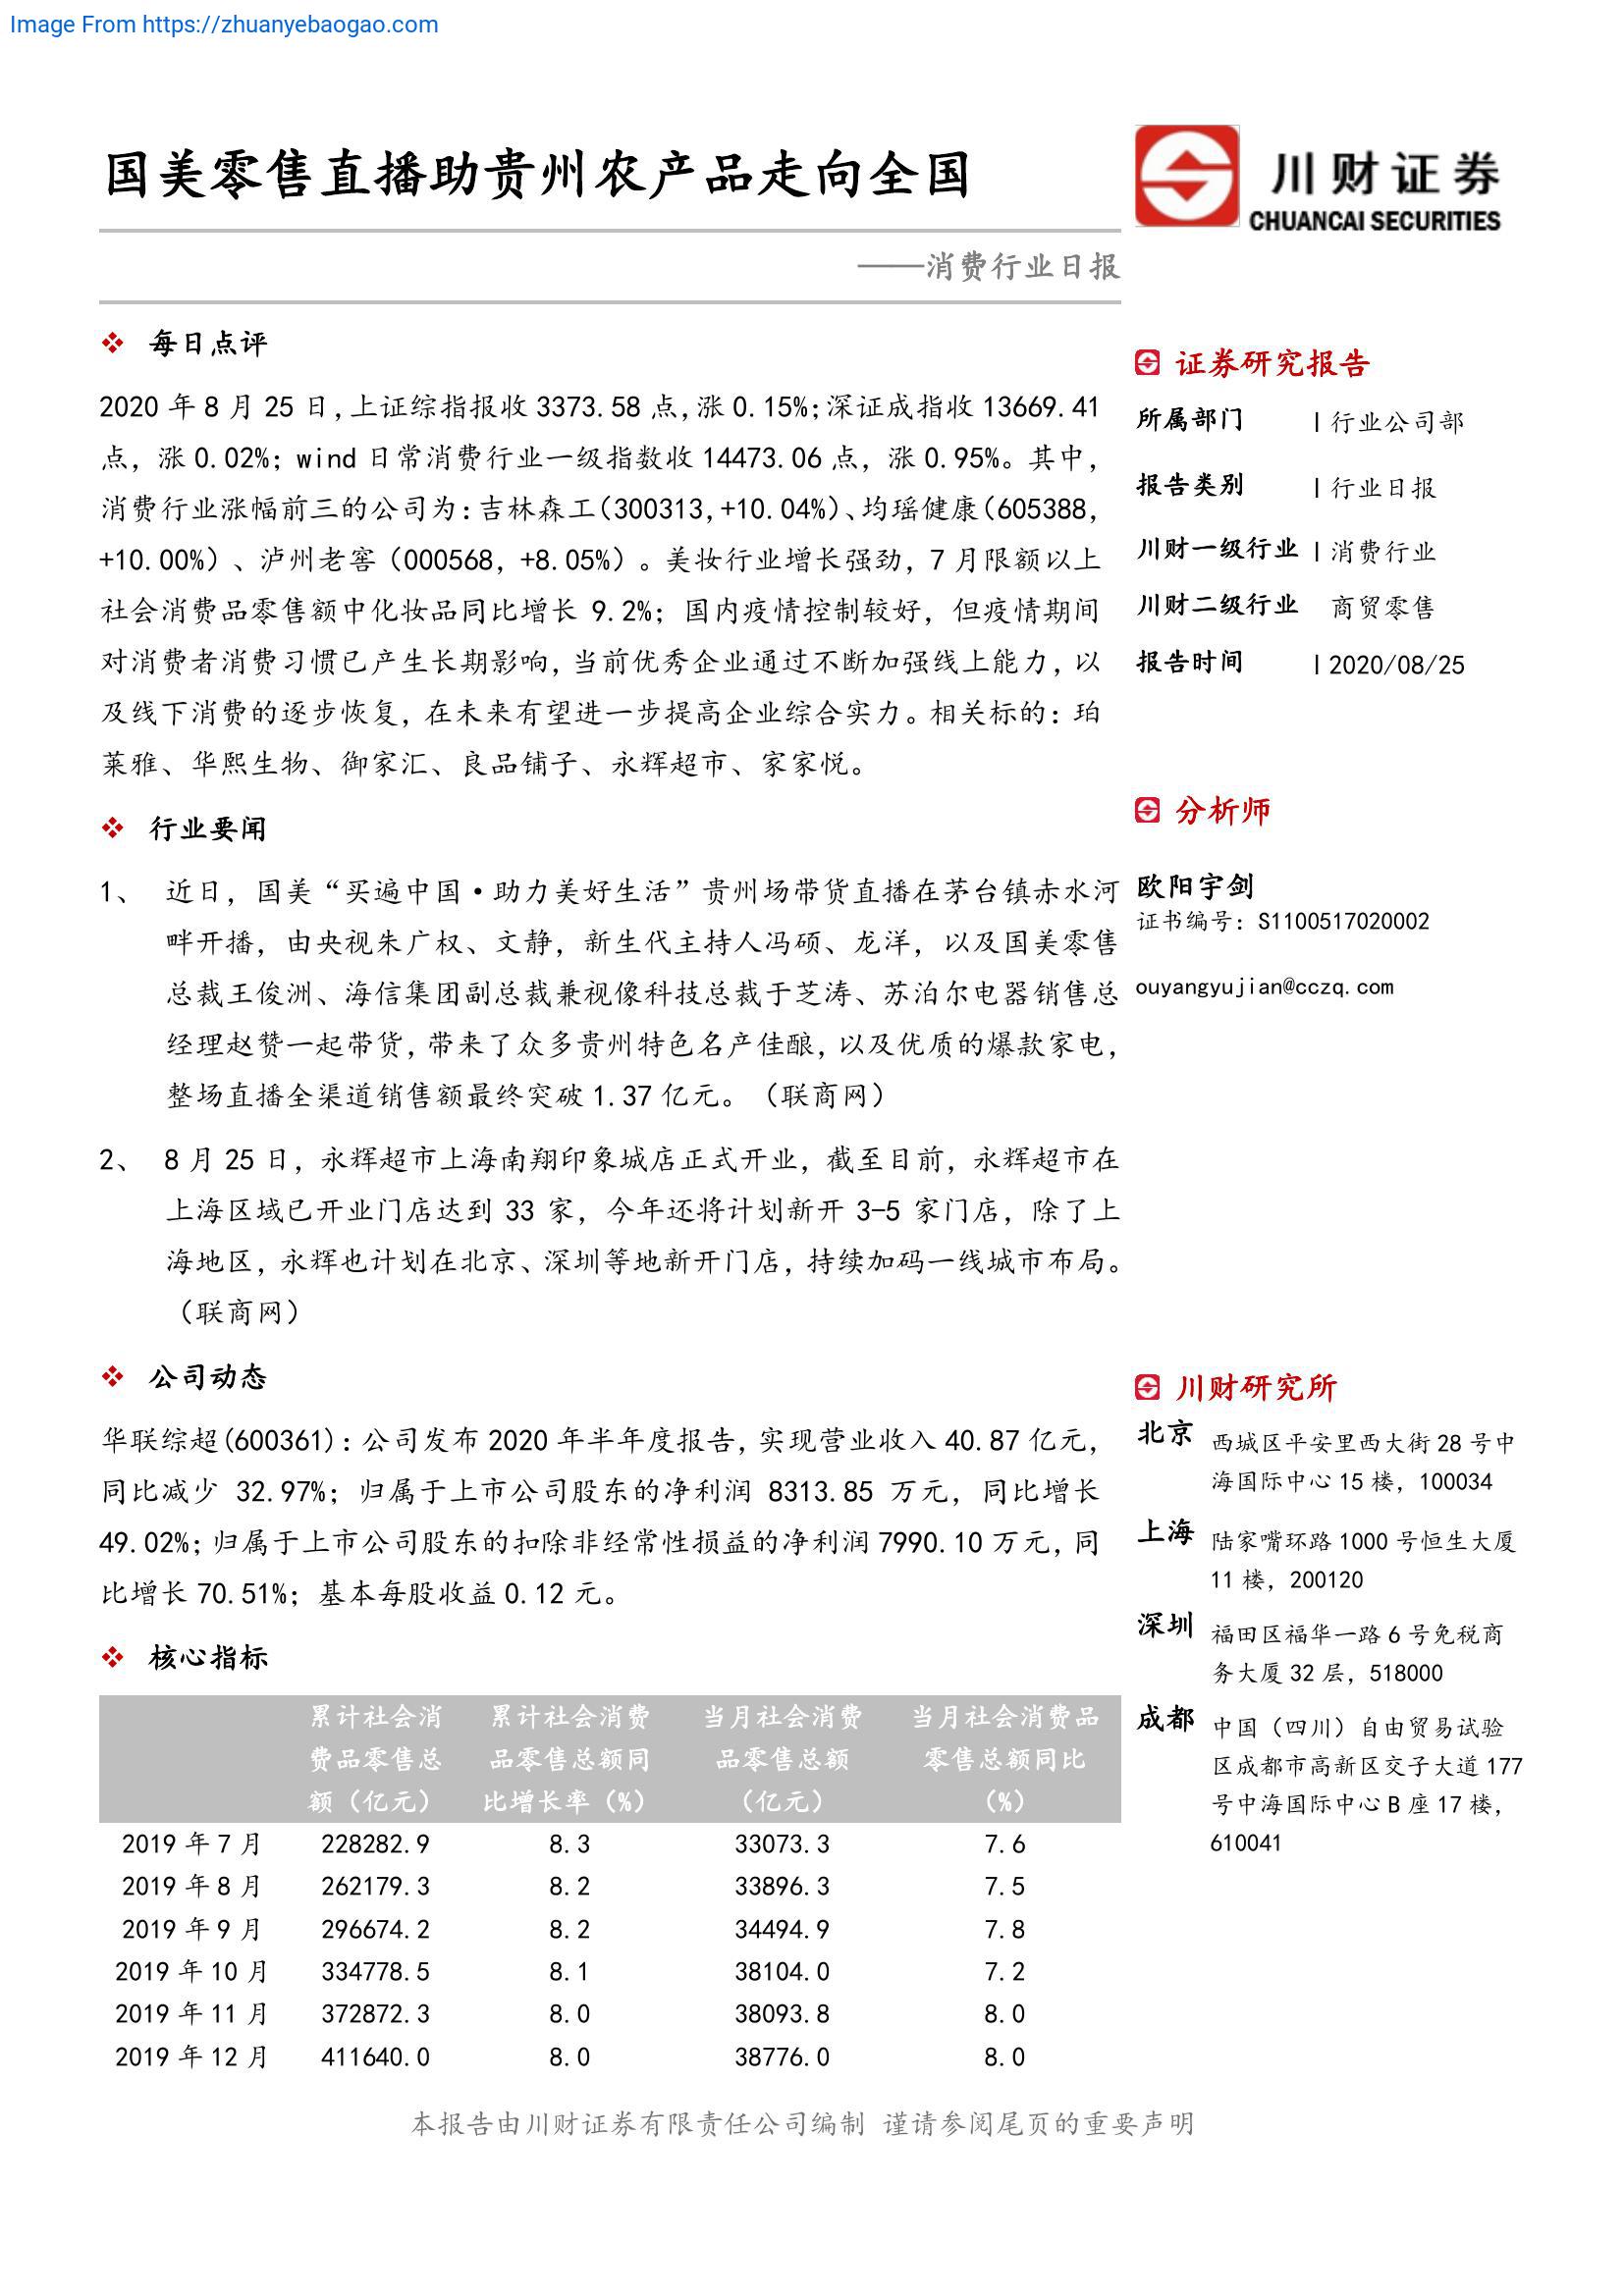 Image From https://zhuanyebaogao.com
国美零售直播助贵州农产品走向全国
——消费行业日报
川财证券
CHUANCAI SECURITIES
❖ 每日点评
2020 年 8 月 25 日,上证综指报收 3373.58 点,涨 0.15%;深证成指收 13669.41
点, 涨 0.02%; wind 日常消费行业一级指数收 14473.06 点, 涨 0.95%。其中,
消费行业涨幅前三的公司为:吉林森工(300313,+10.04%)、均瑶健康(605388,
+10.00%)、泸州老窖(000568, +8.05%)。美妆行业增长强劲, 7 月限额以上
社会消费品零售额中化妆品同比增长 9.2%; 国内疫情控制较好, 但疫情期间
对消费者消费习惯已产生长期影响,当前优秀企业通过不断加强线上能力,以
及线下消费的逐步恢复, 在未来有望进一步提高企业综合实力。相关标的: 珀
莱雅、华熙生物、御家汇、良品铺子、永辉超市、家家悦。
❖ 行业要闻
1、 近日, 国美“买遍中国·助力美好生活”贵州场带货直播在茅台镇赤水河
畔开播, 由央视朱广权、文静, 新生代主持人冯硕、龙洋, 以及国美零售
总裁王俊洲、海信集团副总裁兼视像科技总裁于芝涛、苏泊尔电器销售总
经理赵赞一起带货,带来了众多贵州特色名产佳酿,以及优质的爆款家电,
整场直播全渠道销售额最终突破 1.37 亿元。(联商网)
2、 8 月 25 日, 永辉超市上海南翔印象城店正式开业, 截至目前, 永辉超市在
上海区域已开业门店达到 33 家, 今年还将计划新开 3-5 家门店, 除了上
海地区,永辉也计划在北京、深圳等地新开门店,持续加码一线城市布局。
(联商网)
❖ 公司动态
华联综超(600361):公司发布 2020 年半年度报告,实现营业收入 40.87 亿元,
同比减少 32.97%; 归属于上市公司股东的净利润 8313.85 万元, 同比增长
49.02%;归属于上市公司股东的扣除非经常性损益的净利润 7990.10 万元,同
比增长 70.51%; 基本每股收益 0.12 元。
❖ 核心指标
累计社会消 累计社会消费 当月社会消费 当月社会消费品
费品零售总 品零售总额同 品零售总额 零售总额同比
额(亿元) 比增长率(%) (亿元) (%)
2019 年 7 月 228282.9 8.3 33073.3 7.6
2019 年 8 月 262179.3 8.2 33896.3 7.5
2019 年 9 月 296674.2 8.2 34494.9 7.8
2019 年 10 月 334778.5 8.1 38104.0 7.2
2019 年 11 月 372872.3 8.0 38093.8 8.0
2019 年 12 月 411640.0 8.0 38776.0 8.0
证券研究报告
所属部门 | 行业公司部
报告类别 | 行业日报
川财一级行业 | 消费行业
川财二级行业 商贸零售
报告时间 | 2020/08/25
分析师
欧阳宇剑
证书编号: S1100517020002
ouyangyujian@cczq.com
川财研究所
北京 西城区平安里西大街 28 号中
海国际中心 15 楼, 100034
上海 陆家嘴环路 1000 号恒生大厦
11 楼, 200120
深圳 福田区福华一路 6 号免税商
务大厦 32 层, 518000
成都 中国(四川)自由贸易试验
区成都市高新区交子大道 177
号中海国际中心 B 座 17 楼,
610041
本报告由川财证券有限责任公司编制 谨请参阅尾页的重要声明